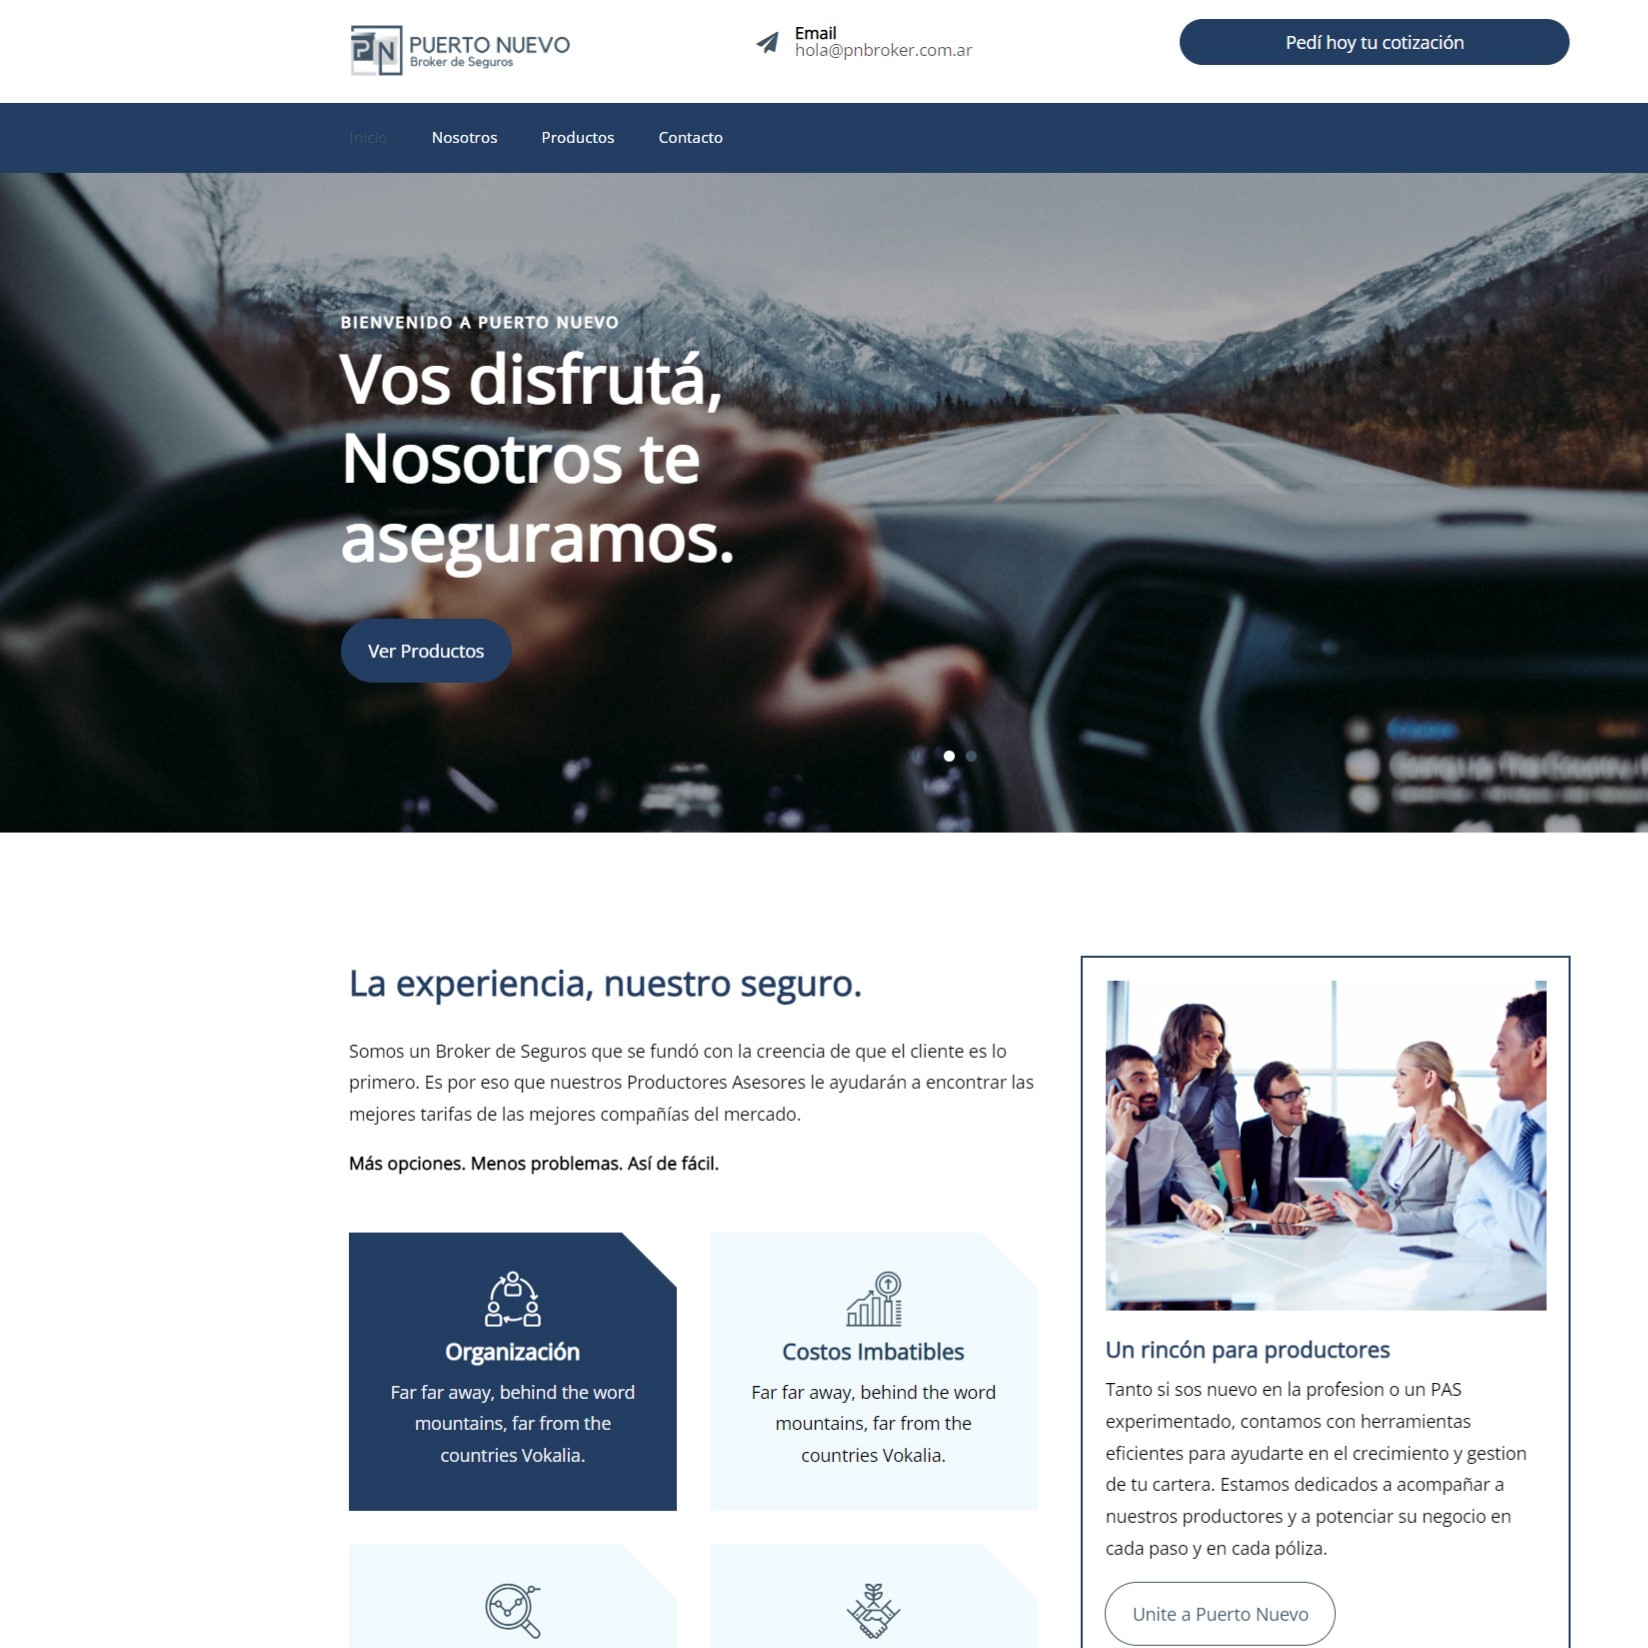 PN PUERTO NUEVO
Broker de Seguros
Email
hola@pnbroker.com.ar
Pedí hoy tu cotización
Inicio Nosotros Productos Contacto
BIENVENIDO A PUERTO NUEVO
Vos disfrutá,
Nosotros te
aseguramos.
Ver Productos
La experiencia, nuestro seguro.
Somos un Broker de Seguros que se fundó con la creencia de que el cliente es lo
primero. Es por eso que nuestros Productores Asesores le ayudarán a encontrar las
mejores tarifas de las mejores compañías del mercado.
Más opciones. Menos problemas. Así de fácil.
Organización
Far far away, behind the word
mountains, far from the
countries Vokalia.
Costos Imbatibles
Far far away, behind the word
mountains, far from the
countries Vokalia.
Un rincón para productores
Tanto si sos nuevo en la profesion o un PAS
experimentado, contamos con herramientas
eficientes para ayudarte en el crecimiento y gestion
de tu cartera. Estamos dedicados a acompañar a
nuestros productores y a potenciar su negocio en
cada paso y en cada póliza.
Unite a Puerto Nuevo